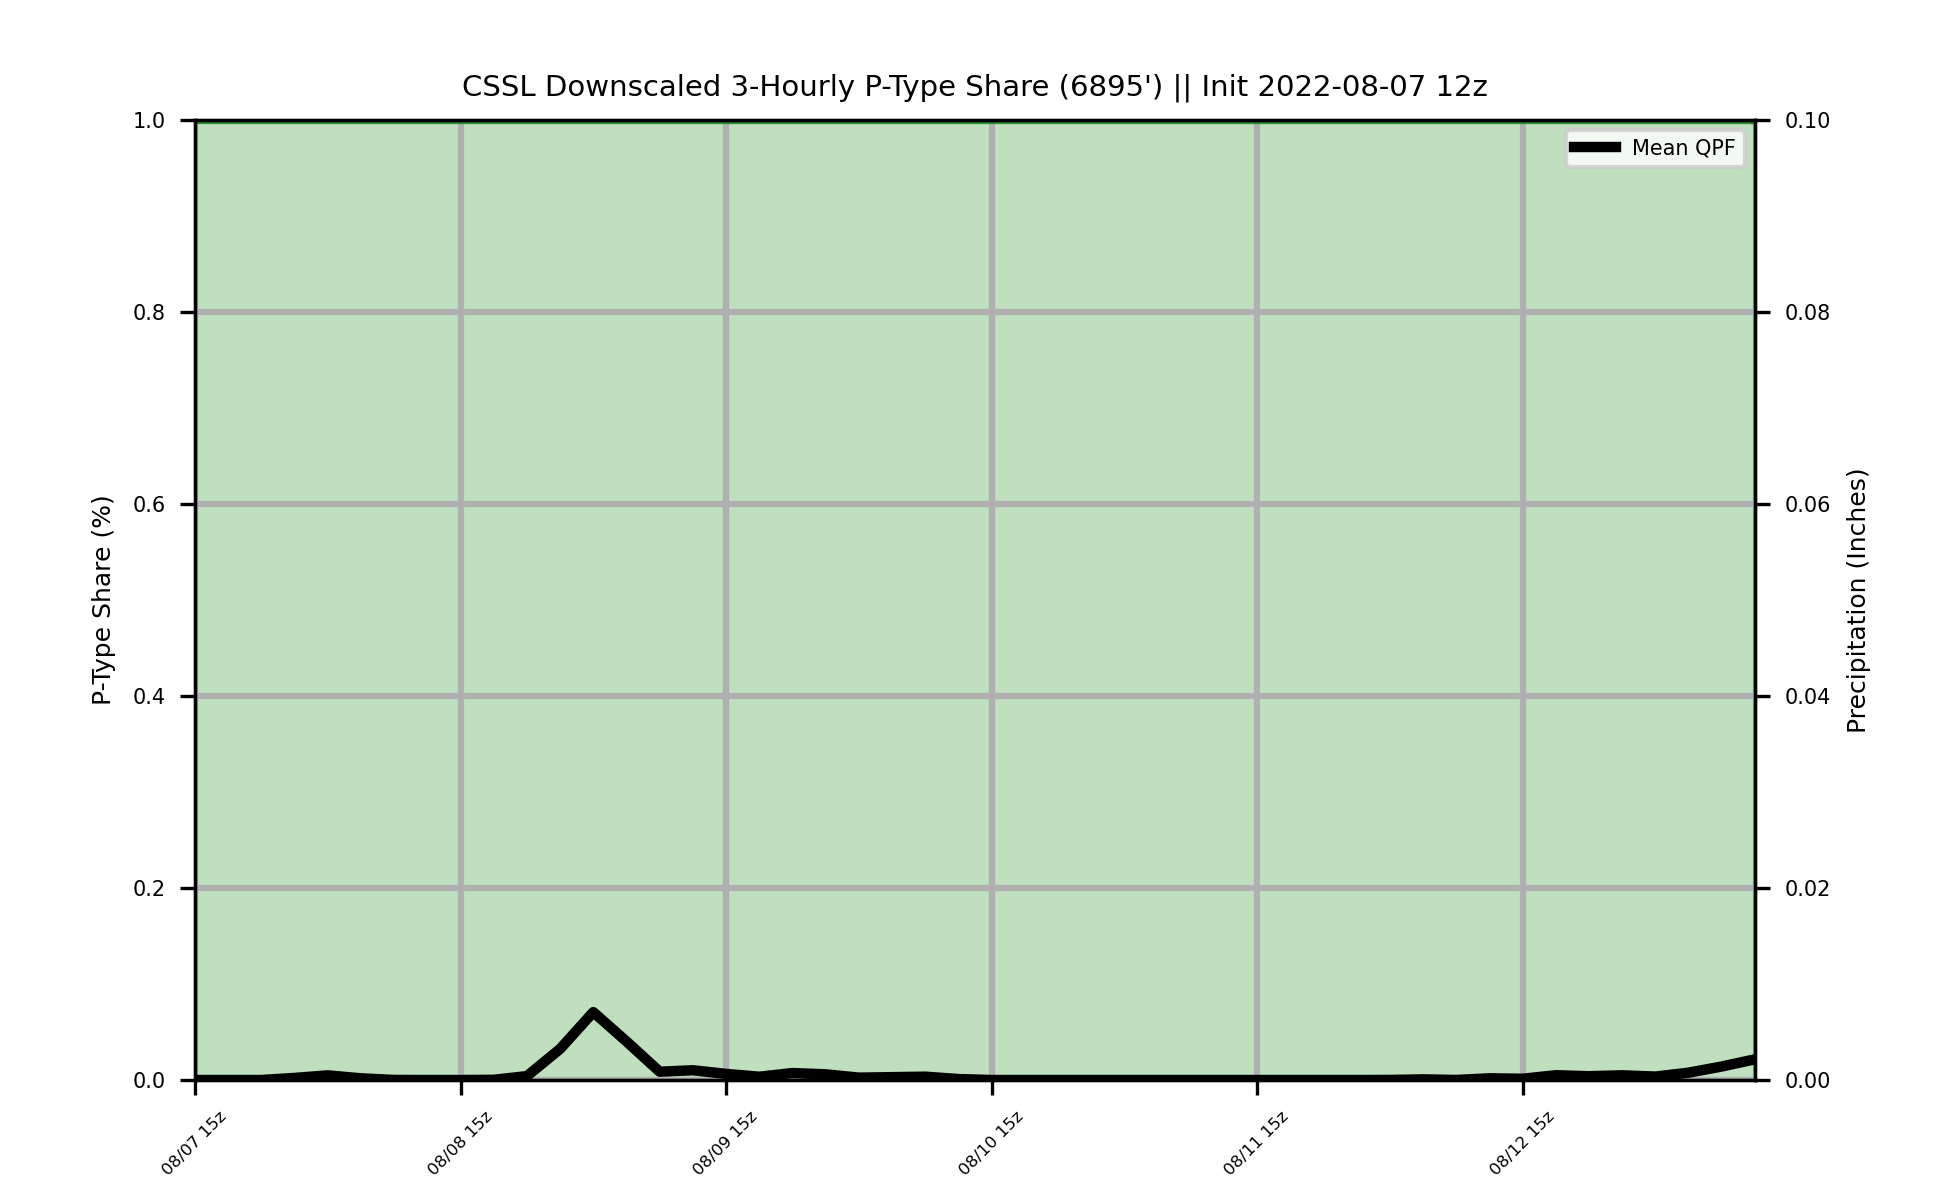 CSSL Downscaled 3-Hourly P-Type Share (6895') || Init 2022-08-07 12z
Mean QPF
P-Type Share (%)
1.0
0.8
0.6
0.4
0.2
0.0
0.10
0.08
0.06
0.04
0.02
0.00
Precipitation (Inches)
08/07 15z
08/08 15z
08/09 15z
08/10 15z
08/11 15z
08/12 15z